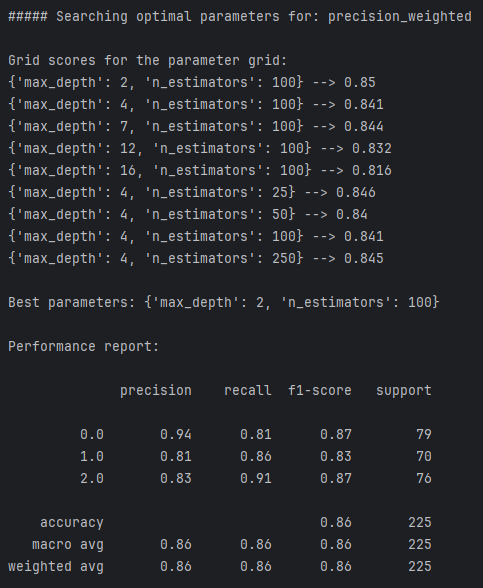 ##### Searching optimal parameters for: precision_weighted
Grid scores for the parameter grid:
{'max_depth': 2, 'n_estimators': 100} --> 0.85
{'max_depth': 4, 'n_estimators': 100} --> 0.841
{'max_depth': 7, 'n_estimators': 100} --> 0.844
{'max_depth': 12, 'n_estimators': 100} --> 0.832
{'max_depth': 16, 'n_estimators': 100} --> 0.816
{'max_depth': 4, 'n_estimators': 25} --> 0.846
{'max_depth': 4, 'n_estimators': 50} --> 0.84
{'max_depth': 4, 'n_estimators': 100} --> 0.841
{'max_depth': 4, 'n_estimators': 250} --> 0.845
Best parameters: {'max_depth': 2, 'n_estimators': 100}
Performance report:
precision recall f1-score support
0.0 0.94 0.81 0.87 79
1.0 0.81 0.86 0.83 70
2.0 0.83 0.91 0.87 76
accuracy 0.86 225
macro avg 0.86 0.86 0.86 225
weighted avg 0.86 0.86 0.86 225